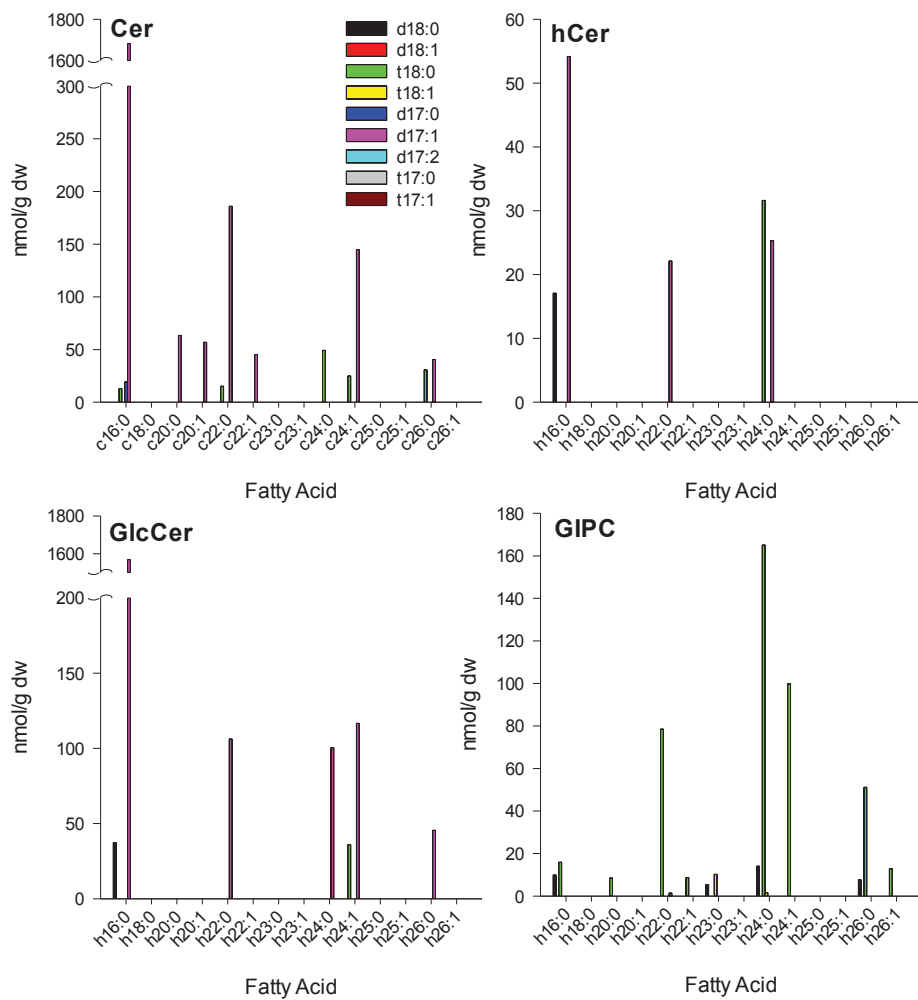 Cer
nmol/g dw
1800
1600
300
250
200
150
100
50
0
c16:0
c18:0
c20:0
c20:1
c22:0
c22:1
c23:0
c23:1
c24:0
c24:1
c25:0
c25:1
c26:0
c26:1
Fatty Acid
d18:0
d18:1
t18:0
t18:1
d17:0
d17:1
d17:2
t17:0
t17:1
hCer
nmol/g dw
60
50
40
30
20
10
0
h16:0
h18:0
h20:0
h20:1
h22:0
h22:1
h23:0
h23:1
h24:0
h24:1
h25:0
h25:1
h26:0
h26:1
Fatty Acid
GlcCer
nmol/g dw
1800
1600
200
150
100
50
0
h16:0
h18:0
h20:0
h20:1
h22:0
h22:1
h23:0
h23:1
h24:0
h24:1
h25:0
h25:1
h26:0
h26:1
Fatty Acid
GIPC
nmol/g dw
180
160
140
120
100
80
60
40
20
0
h16:0
h18:0
h20:0
h20:1
h22:0
h22:1
h23:0
h23:1
h24:0
h24:1
h25:0
h25:1
h26:0
h26:1
Fatty Acid